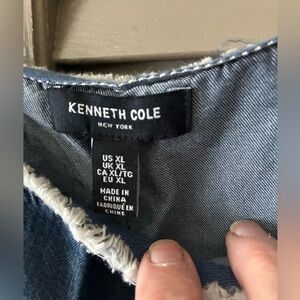 KENNETH COLE
NEW YORK
US XL
UK XL
CA XL/TG
EU XL
MADE IN
CHINA
FABRIQUÉ EN
CHINE